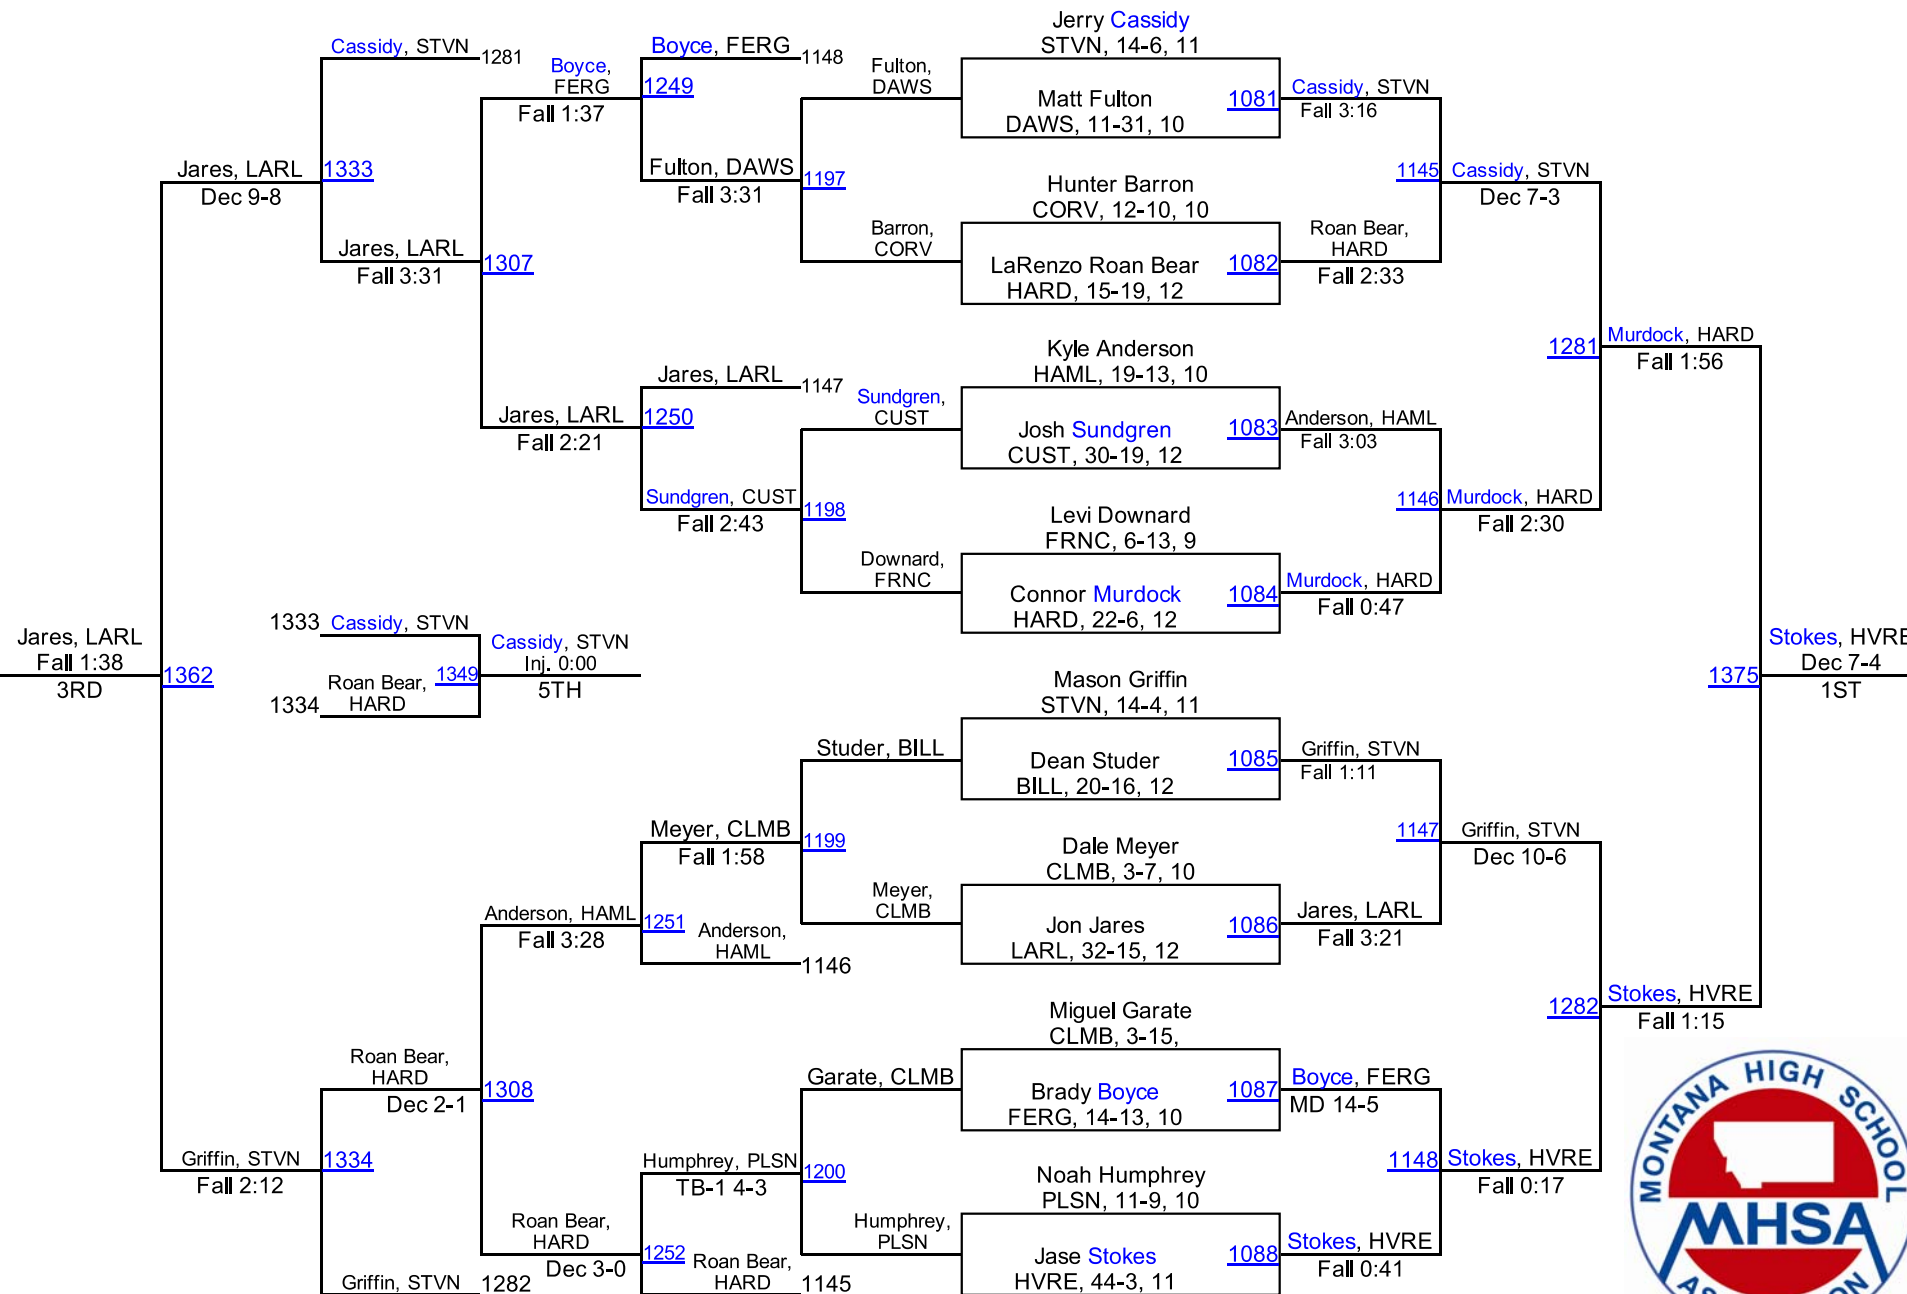 Jerry Cassidy
STVN, 14-6, 11
Cassidy, STVN
1281
Boyce,
FERG
Fall 1:37
Boyce, FERG
1148
1249
Fulton,
DAWS
Matt Fulton
DAWS, 11-31, 10
1081
Cassidy, STVN
Fall 3:16
Jares, LARL
Dec 9-8
1333
Fulton, DAWS
Fall 3:31
1197
Hunter Barron
CORV, 12-10, 10
1145
Cassidy, STVN
Dec 7-3
Jares, LARL
Fall 3:31
1307
Barron,
CORV
LaRenzo Roan Bear
HARD, 15-19, 12
1082
Roan Bear,
HARD
Fall 2:33
Kyle Anderson
HAML, 19-13, 10
1281
Murdock, HARD
Fall 1:56
Jares, LARL
1147
Jares, LARL
Fall 2:21
1250
Sundgren,
CUST
Josh Sundgren
CUST, 30-19, 12
1083
Anderson, HAML
Fall 3:03
Sundgren, CUST
Fall 2:43
1198
Levi Downard
FRNC, 6-13, 9
1146
Murdock, HARD
Fall 2:30
Downard,
FRNC
Connor Murdock
HARD, 22-6, 12
1084
Murdock, HARD
Fall 0:47
Jares, LARL
Fall 1:38
3RD
1362
1333
Cassidy, STVN
Roan Bear,
HARD
1334
1349
Cassidy, STVN
Inj. 0:00
5TH
Mason Griffin
STVN, 14-4, 11
1375
Stokes, HVRE
Dec 7-4
1ST
Studer, BILL
Dean Studer
BILL, 20-16, 12
1085
Griffin, STVN
Fall 1:11
Meyer, CLMB
Fall 1:58
1199
Dale Meyer
CLMB, 3-7, 10
1147
Griffin, STVN
Dec 10-6
Anderson, HAML
Fall 3:28
1251
Anderson,
HAML
1146
Meyer,
CLMB
Jon Jares
LARL, 32-15, 12
1086
Jares, LARL
Fall 3:21
Miguel Garate
CLMB, 3-15,
1282
Stokes, HVRE
Fall 1:15
Roan Bear,
HARD
Dec 2-1
1308
Garate, CLMB
Brady Boyce
FERG, 14-13, 10
1087
Boyce, FERG
MD 14-5
Griffin, STVN
Fall 2:12
1334
Humphrey, PLSN
TB-1 4-3
1200
Noah Humphrey
PLSN, 11-9, 10
1148
Stokes, HVRE
Fall 0:17
Roan Bear,
HARD
Dec 3-0
1252
Roan Bear,
HARD
1145
Humphrey,
PLSN
Jase Stokes
HVRE, 44-3, 11
1088
Stokes, HVRE
Fall 0:41
Griffin, STVN
1282
MONTANA HIGH SCHOOL
MHSA